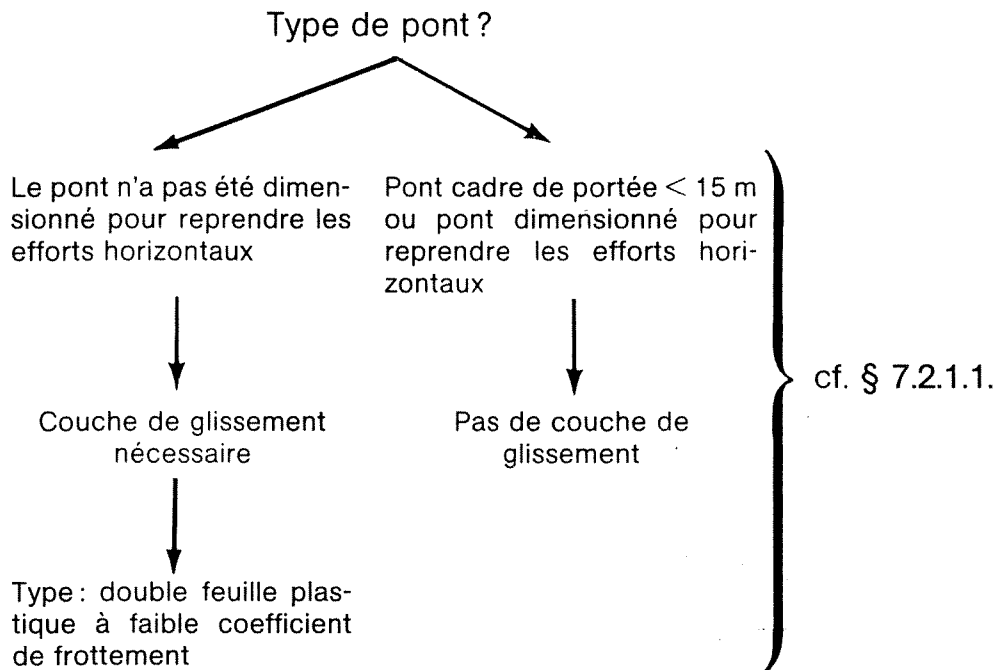 Type de pont ?
Le pont n'a pas été dimen-
sionné pour reprendre les
efforts horizontaux
Pont cadre de portée < 15 m
ou pont dimensionné pour
reprendre les efforts hori-
zontaux
Couche de glissement
nécessaire
Pas de couche de
glissement
cf. § 7.2.1.1.
Type : double feuille plas-
tique à faible coefficient
de frottement